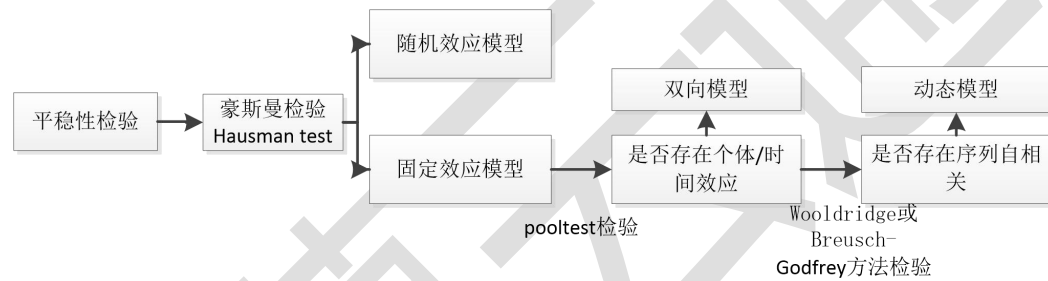 随机效应模型
双向模型
动态模型
平稳性检验
豪斯曼检验
Hausman test
固定效应模型
是否存在个体/时
间效应
是否存在序列自相
关
pooltest检验
Wooldridge或
Breusch-
Godfrey方法检验